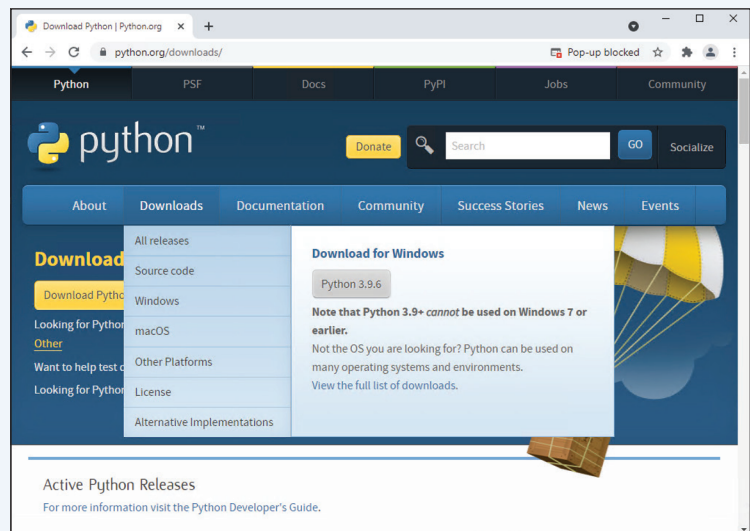 Download Python | Python.org
python.org/downloads/
Pop-up blocked
Python
PSF
Docs
PyPI
Jobs
Community
python™
Donate
Search
GO
Socialize
About
Downloads
Documentation
Community
Success Stories
News
Events
Download
Download Pytho
Looking for Python
Other
Want to help test
Looking for Python
All releases
Source code
Windows
macOS
Other Platforms
License
Alternative Implementations
Download for Windows
Python 3.9.6
Note that Python 3.9+ cannot be used on Windows 7 or
earlier.
Not the OS you are looking for? Python can be used on
many operating systems and environments.
View the full list of downloads.
Active Python Releases
For more information visit the Python Developer's Guide.